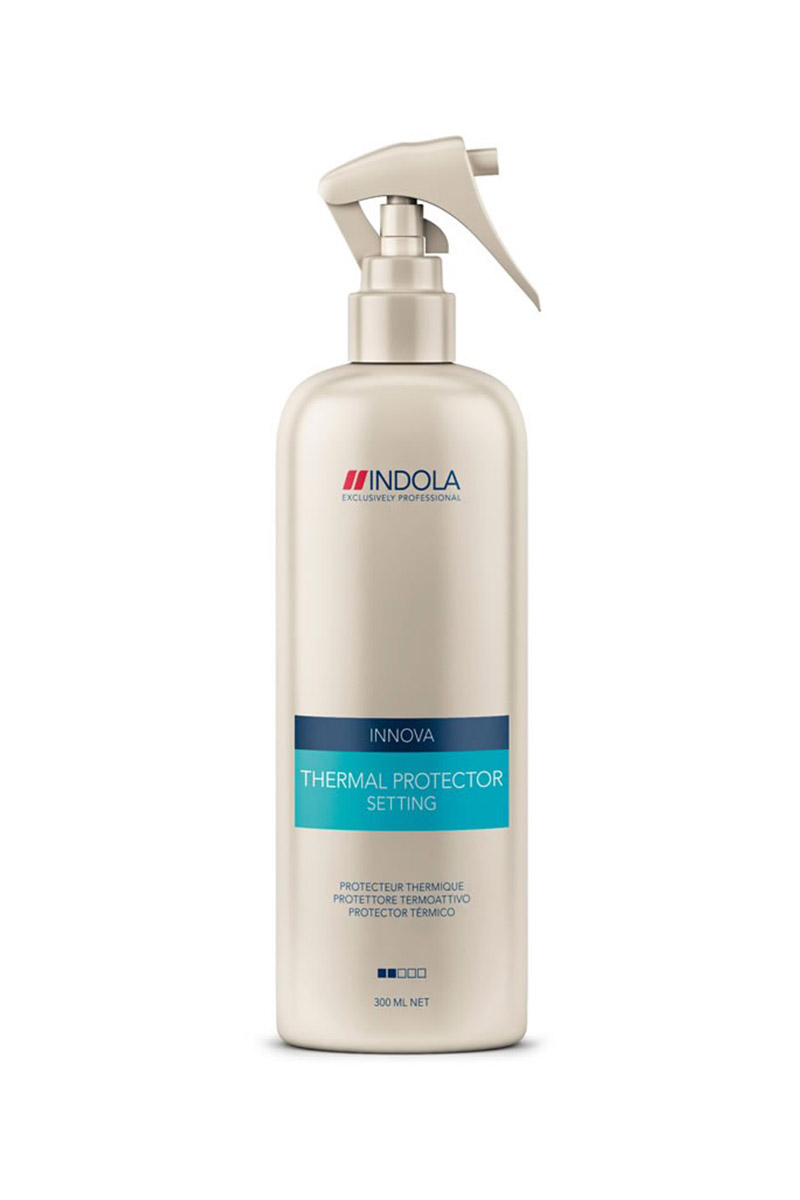 INDOLA
EXCLUSIVELY PROFESSIONAL
INNOVA
THERMAL PROTECTOR
SETTING
PROTECTEUR THERMIQUE
PROTETTORE TERMOATTIVO
PROTECTOR TÉRMICO
300 ML NET